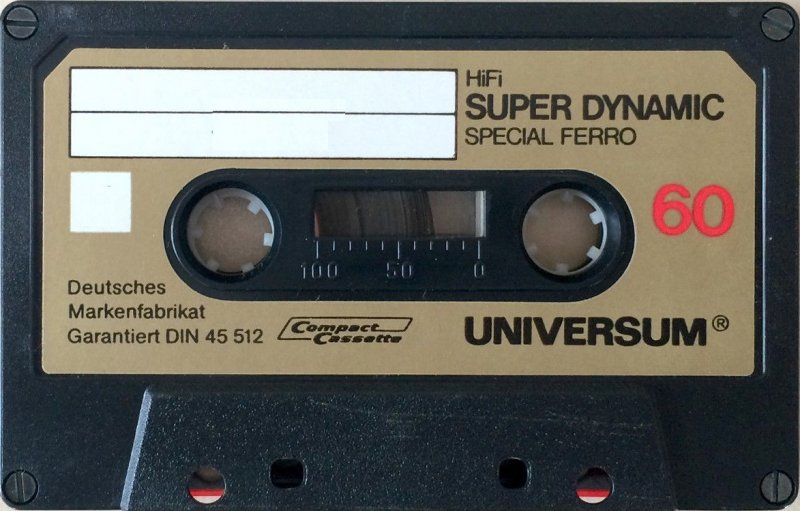 HiFi
SUPER DYNAMIC
SPECIAL FERRO
60
100 50 0
Deutsches
Markenfabrikat
Garantiert DIN 45 512
Compact
Cassette
UNIVERSUM®